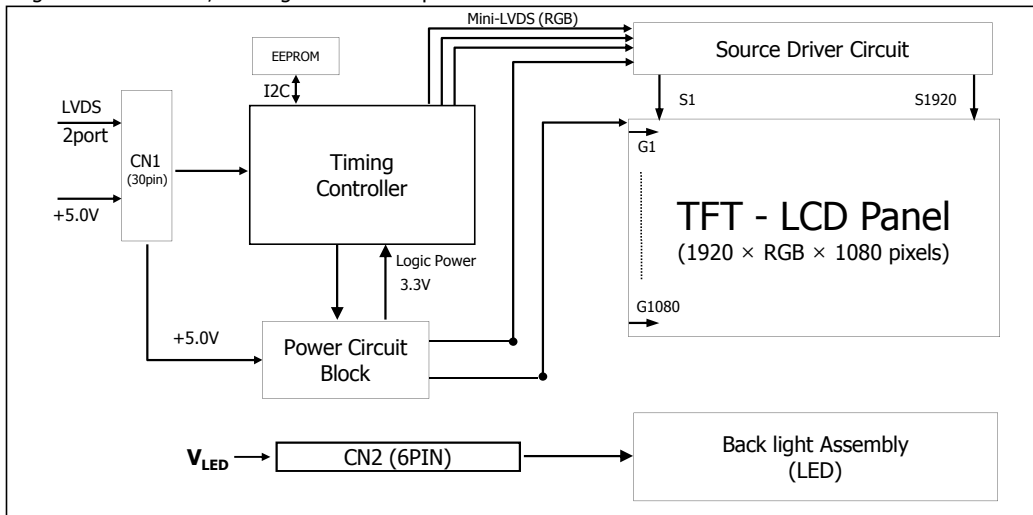 Mini-LVDS (RGB)
Source Driver Circuit
EEPROM
I2C
S1
S1920
LVDS
2port
CN1
(30pin)
+5.0V
Timing
Controller
G1
TFT - LCD Panel
(1920 × RGB × 1080 pixels)
G1080
Logic Power
3.3V
+5.0V
Power Circuit
Block
VLED
CN2 (6PIN)
Back light Assembly
(LED)